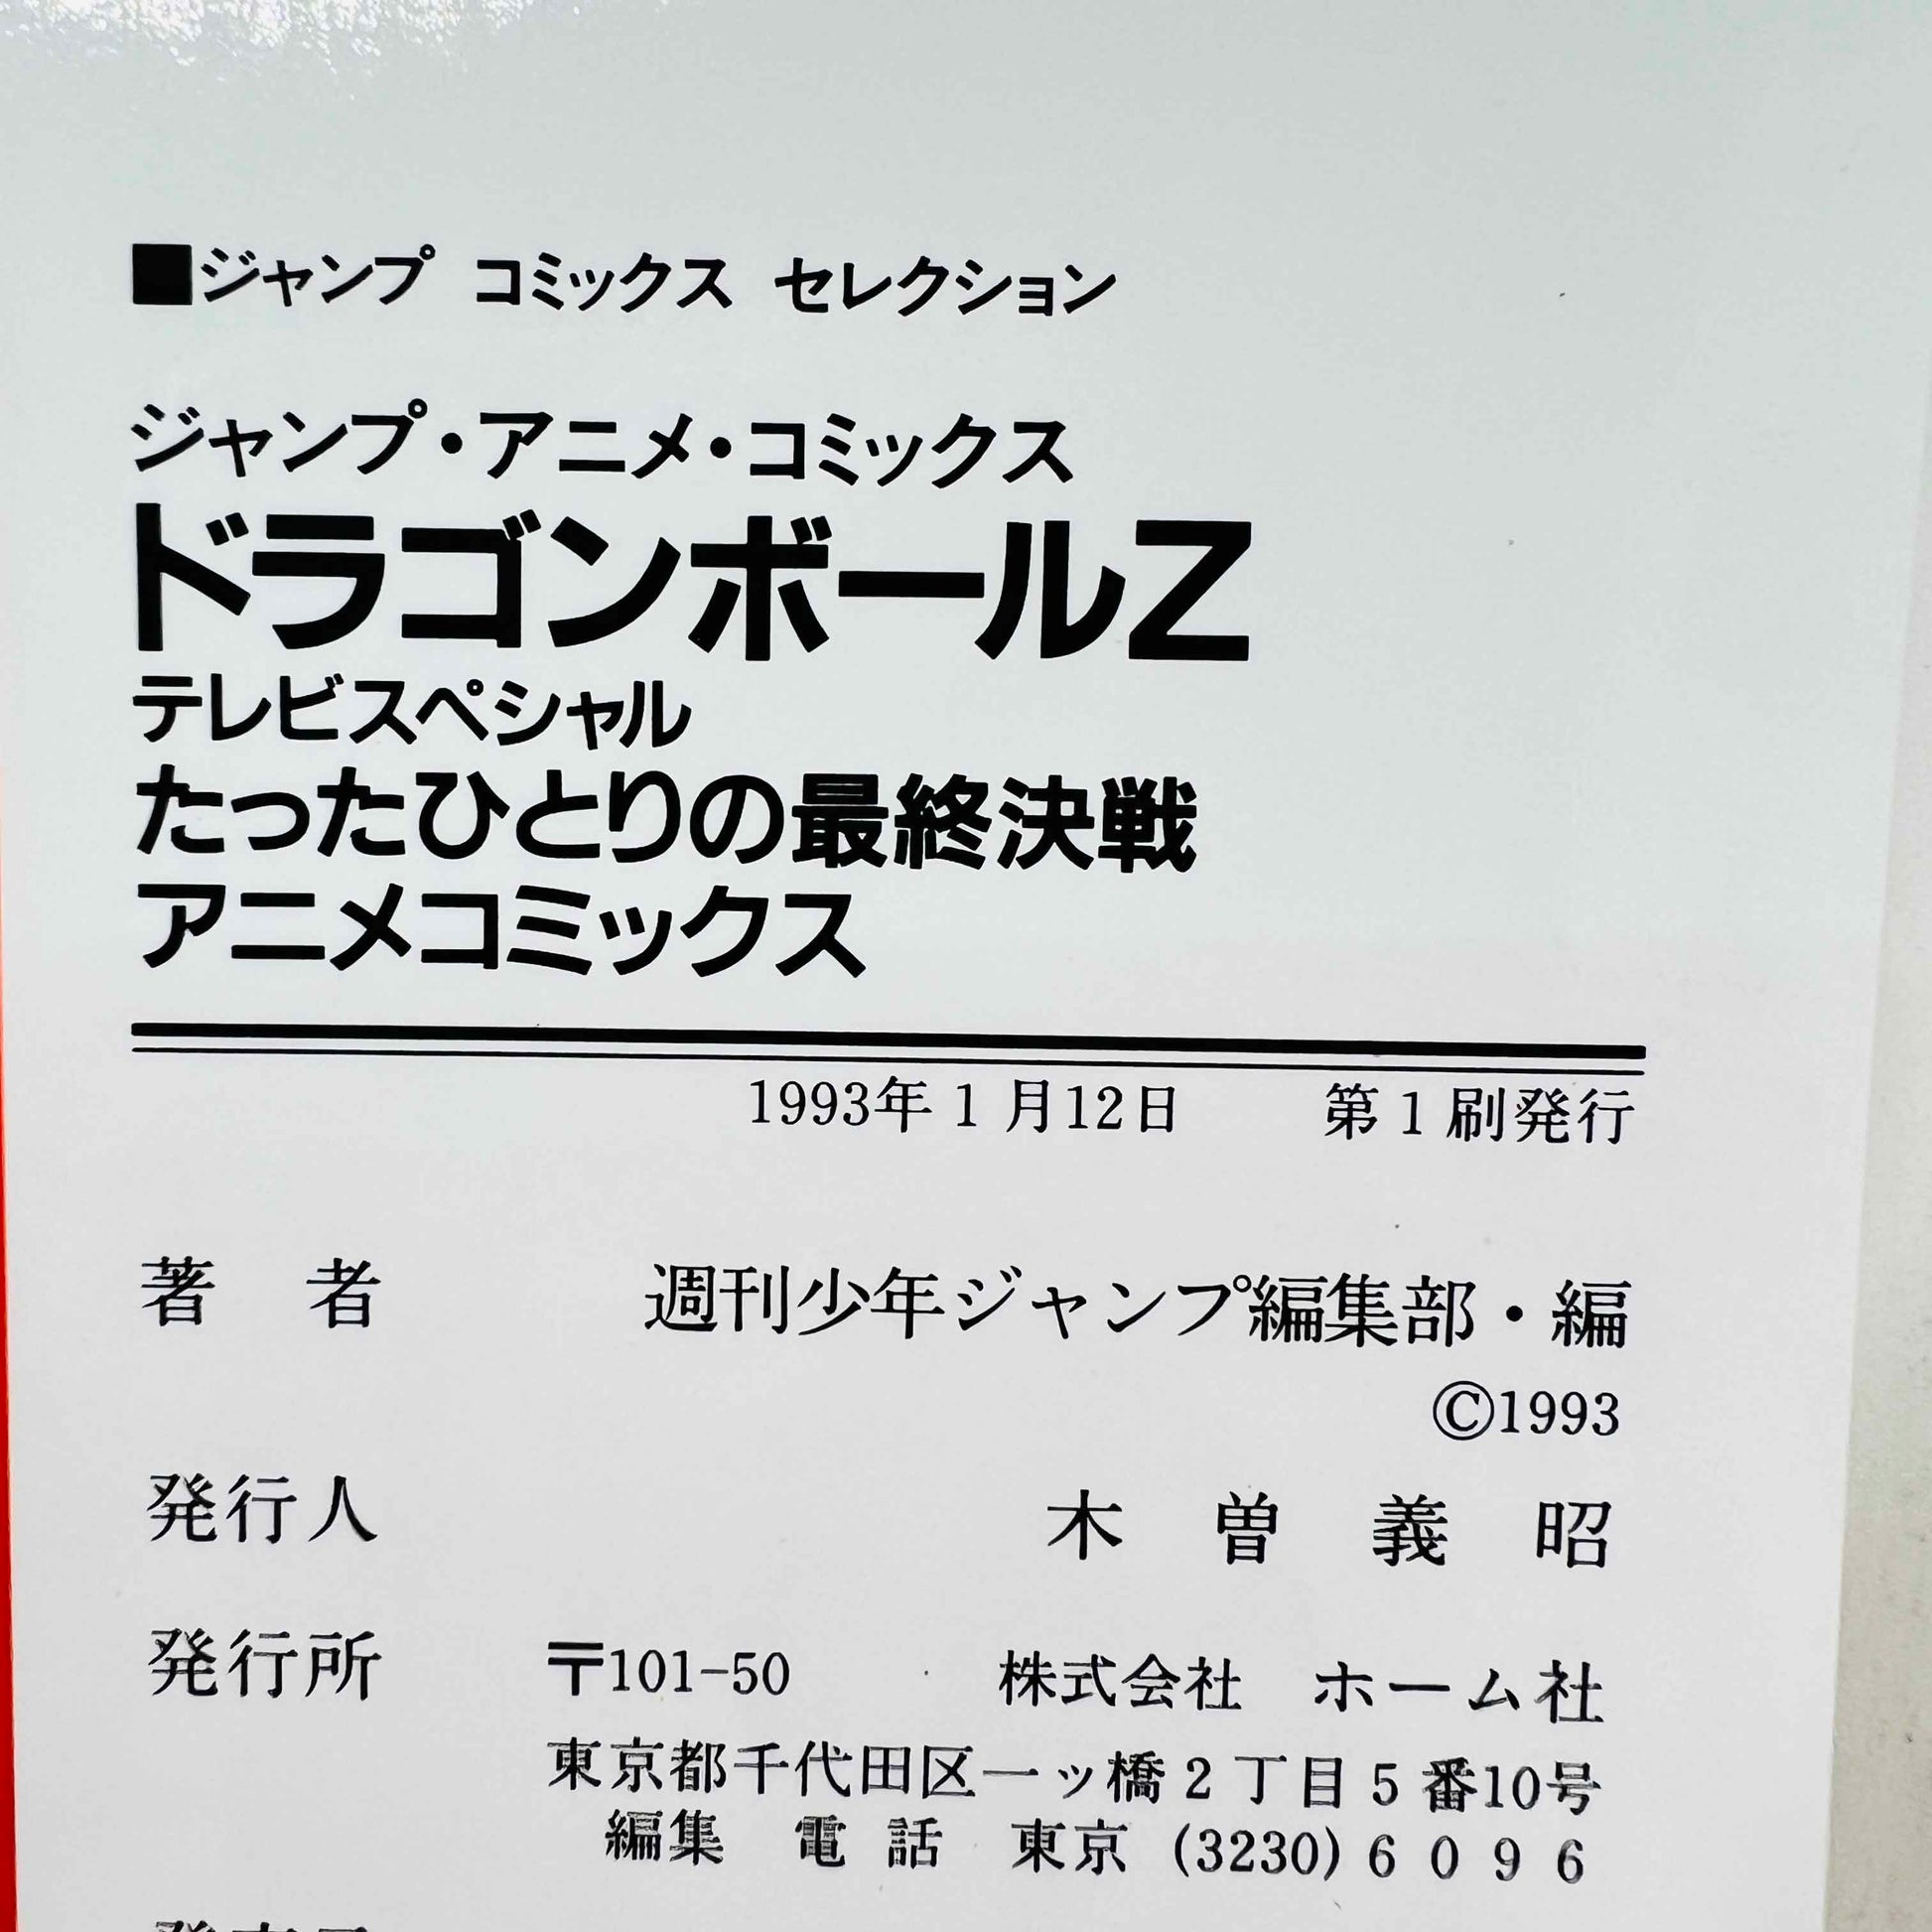 ■ジャンプ コミックス セレクション
ジャンプ・アニメ・コミックス
ドラゴンボールZ
テレビスペシャル
たったひとりの最終決戦
アニメコミックス
1993年1月12日 第1刷発行
著 者 週刊少年ジャンプ編集部・編
©1993
発行人 木 曽 義 昭
発行所 〒101-50 株式会社 ホーム社
東京都千代田区一ッ橋2丁目5番10号
編集 電 話 東京 (3230) 6 0 9 6